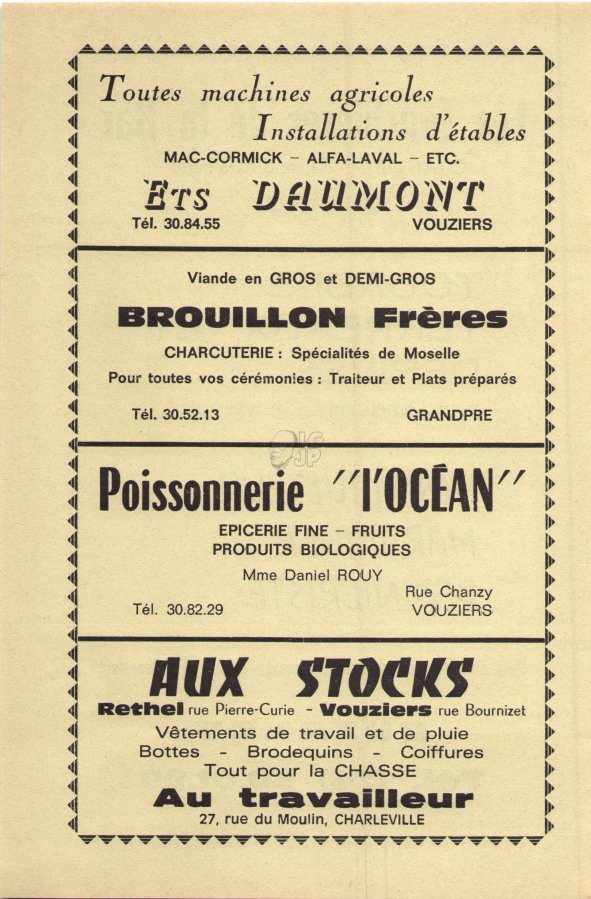 Toutes machines agricoles
Installations d'étables
MAC-CORMICK – ALFA-LAVAL – ETC.
ETS DAUMONT
Tél. 30.84.55 VOUZIERS
Viande en GROS et DEMI-GROS
BROUILLON Frères
CHARCUTERIE : Spécialités de Moselle
Pour toutes vos cérémonies : Traiteur et Plats préparés
Tél. 30.52.13 GRANDPRE
Poissonnerie "l'OCÉAN"
EPICERIE FINE – FRUITS
PRODUITS BIOLOGIQUES
Mme Daniel ROUY
Rue Chanzy
Tél. 30.82.29 VOUZIERS
AUX STOCKS
Rethel rue Pierre-Curie - Vouziers rue Bournizet
Vêtements de travail et de pluie
Bottes - Brodequins - Coiffures
Tout pour la CHASSE
Au travailleur
27, rue du Moulin, CHARLEVILLE